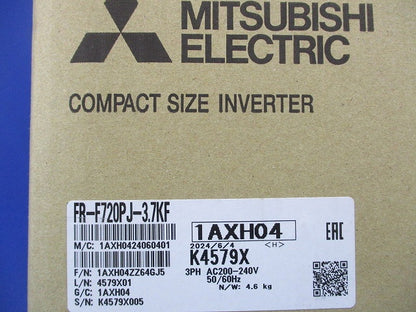 MITSUBISHI
ELECTRIC
COMPACT SIZE INVERTER
FR-F720PJ-3.7KF
M/C: 1AXH0424060401
1AXH04
2024/6/4 <H>
EAC
K4579X
F/N: 1AXH04ZZ64GJ5
3PH AC200-240V
L/N: 4579X01
50/60Hz
G/C: 1AXH04
N/W: 4.6 kg
S/N: K4579X005